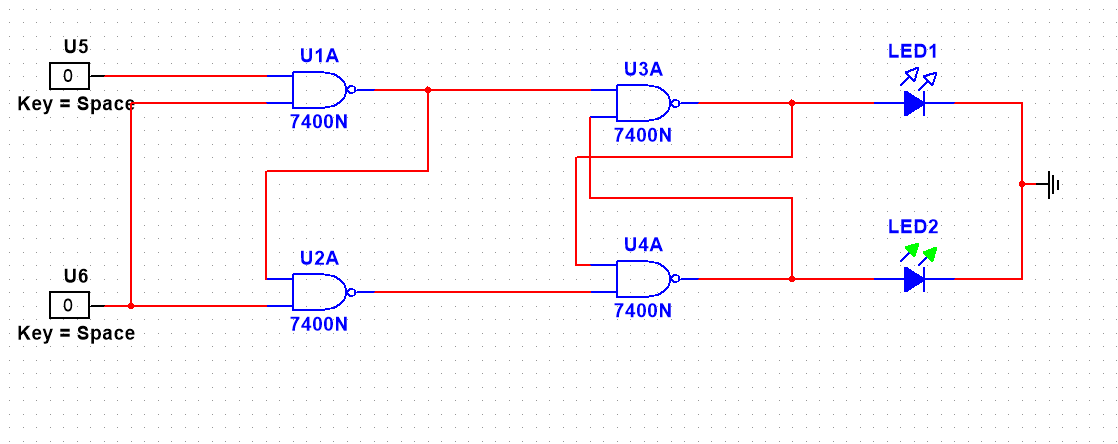 U5
0
Key = Space
U1A
7400N
U3A
7400N
LED1
U6
0
Key = Space
U2A
7400N
U4A
7400N
LED2